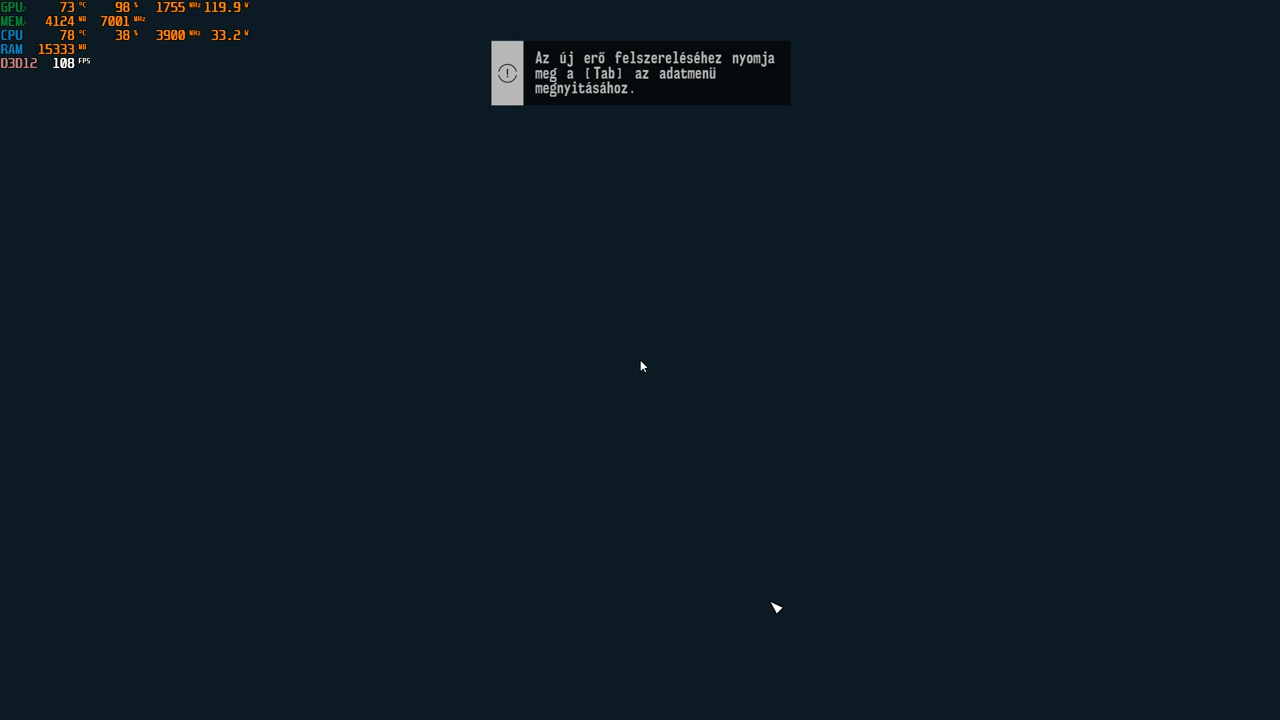 GPU 73 °C 98 % 1755 MHz 119.9 W
MEM 4124 MB 7001 MHz
CPU 78 °C 38 % 3900 MHz 33.2 W
RAM 15333 MB
D3D12 108 FPS
Az új erő felszereléséhez nyomja
meg a [Tab] az adatmenü
megnyitásához.